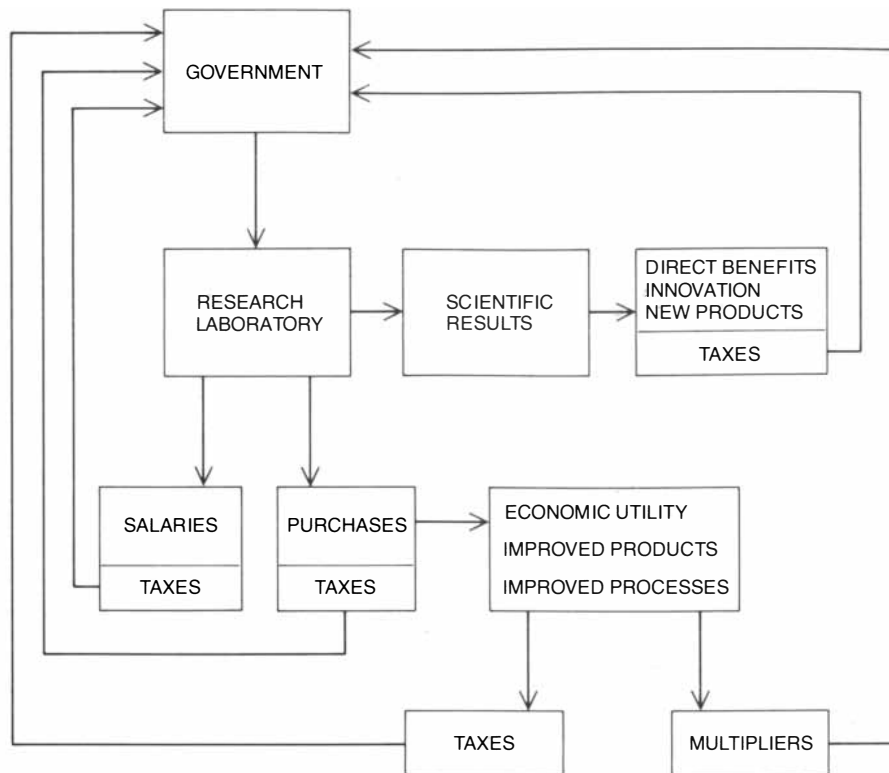 GOVERNMENT
RESEARCH
LABORATORY
SCIENTIFIC
RESULTS
DIRECT BENEFITS
INNOVATION
NEW PRODUCTS
TAXES
SALARIES
TAXES
PURCHASES
TAXES
ECONOMIC UTILITY
IMPROVED PRODUCTS
IMPROVED PROCESSES
TAXES
MULTIPLIERS